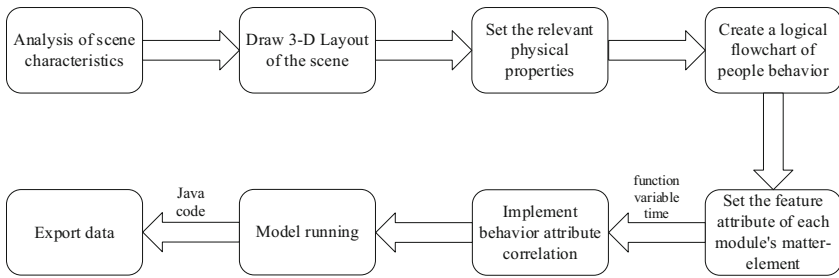 Analysis of scene
characteristics
Draw 3-D Layout
of the scene
Set the relevant
physical
properties
Create a logical
flowchart of
people behavior
Set the feature
attribute of each
module's matter-
element
function
variable
time
Implement
behavior attribute
correlation
Model running
Java
code
Export data